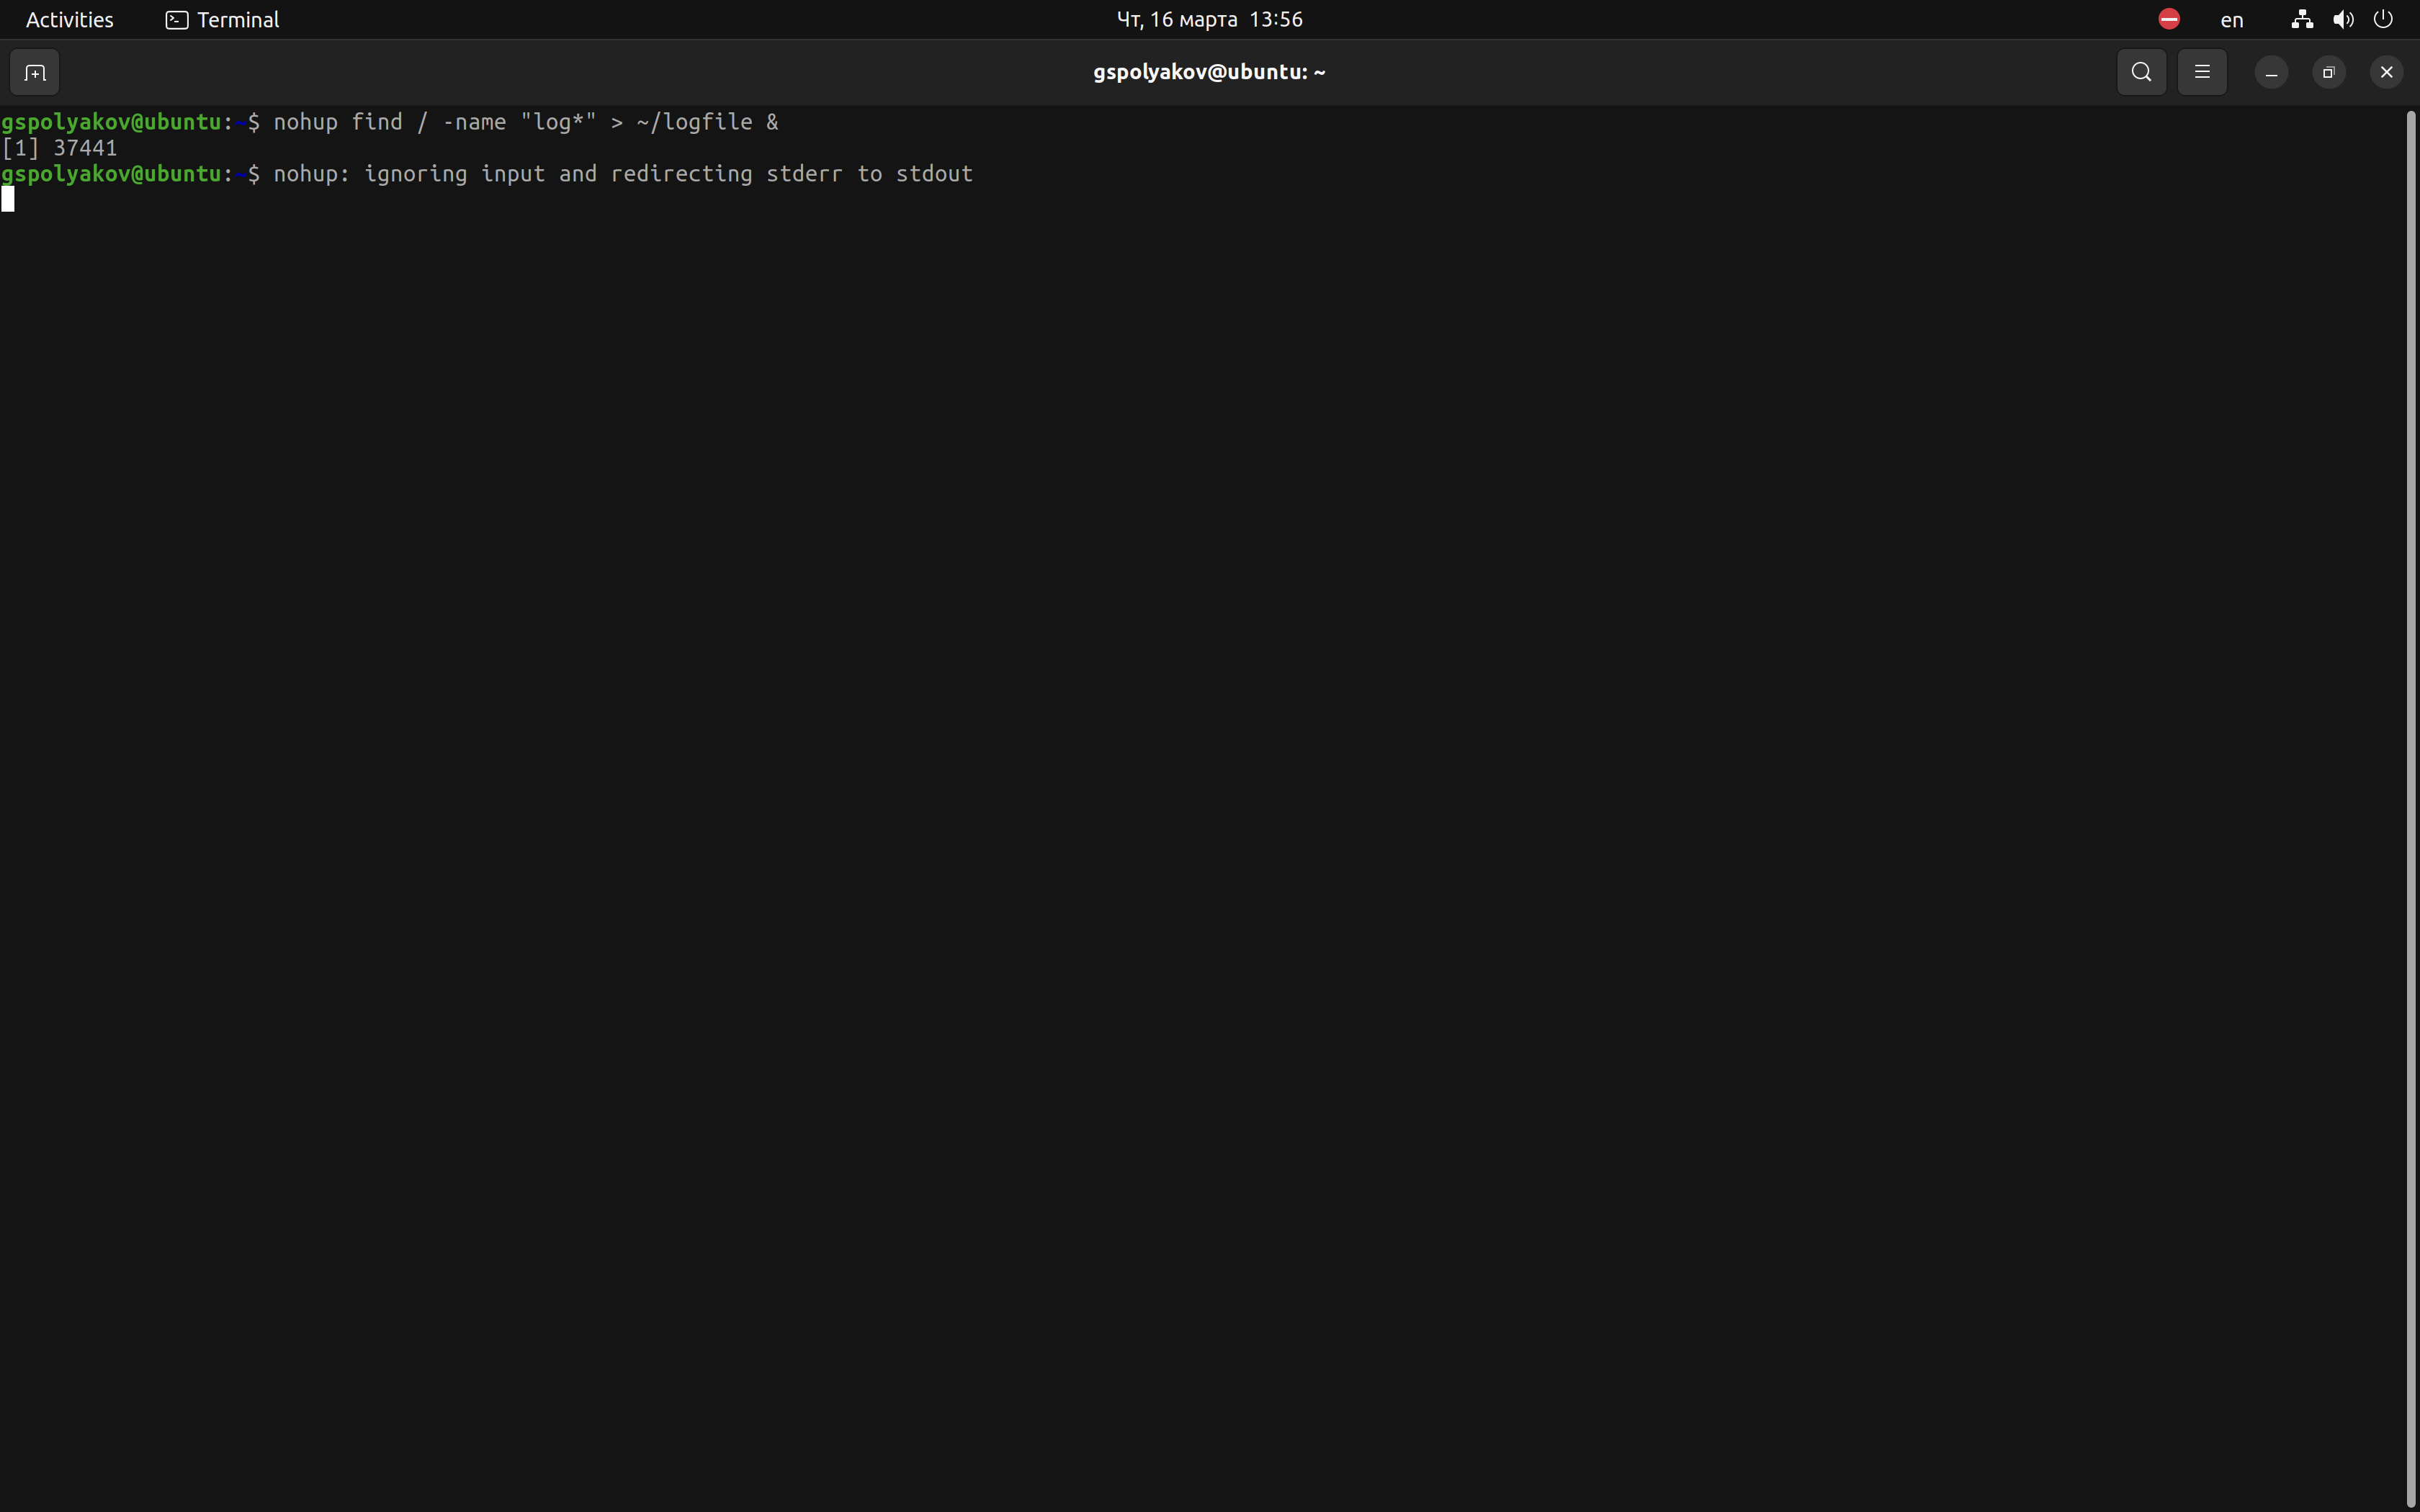 Activities Terminal Чт, 16 марта 13:56 en
gspolyakov@ubuntu: ~
gspolyakov@ubuntu:~$ nohup find / -name "log*" > ~/logfile &
[1] 37441
gspolyakov@ubuntu:~$ nohup: ignoring input and redirecting stderr to stdout